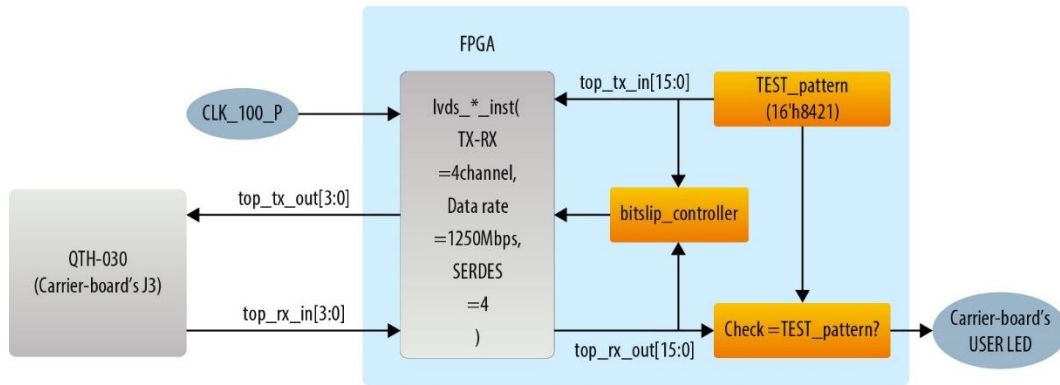 FPGA
CLK_100_P
lvds_*_inst(
TX-RX
=4channel,
Data rate
=1250Mbps,
SERDES
=4
)
top_tx_in[15:0]
TEST_pattern
(16'h8421)
top_tx_out[3:0]
bitslip_controller
QTH-030
(Carrier-board's J3)
top_rx_in[3:0]
top_rx_out[15:0]
Check =TEST_pattern?
Carrier-board's
USER LED